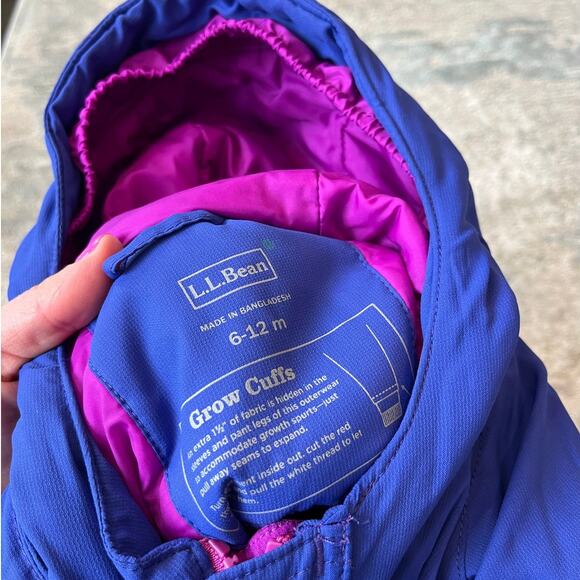 L.L.Bean
MADE IN BANGLADESH
6-12 m
Grow Cuffs
An extra 1½" of fabric is hidden in the
sleeves and pant legs of this outerwear
to accommodate growth spurts—just
pull away seams to expand.
inside out, cut the red
pull the white thread to let